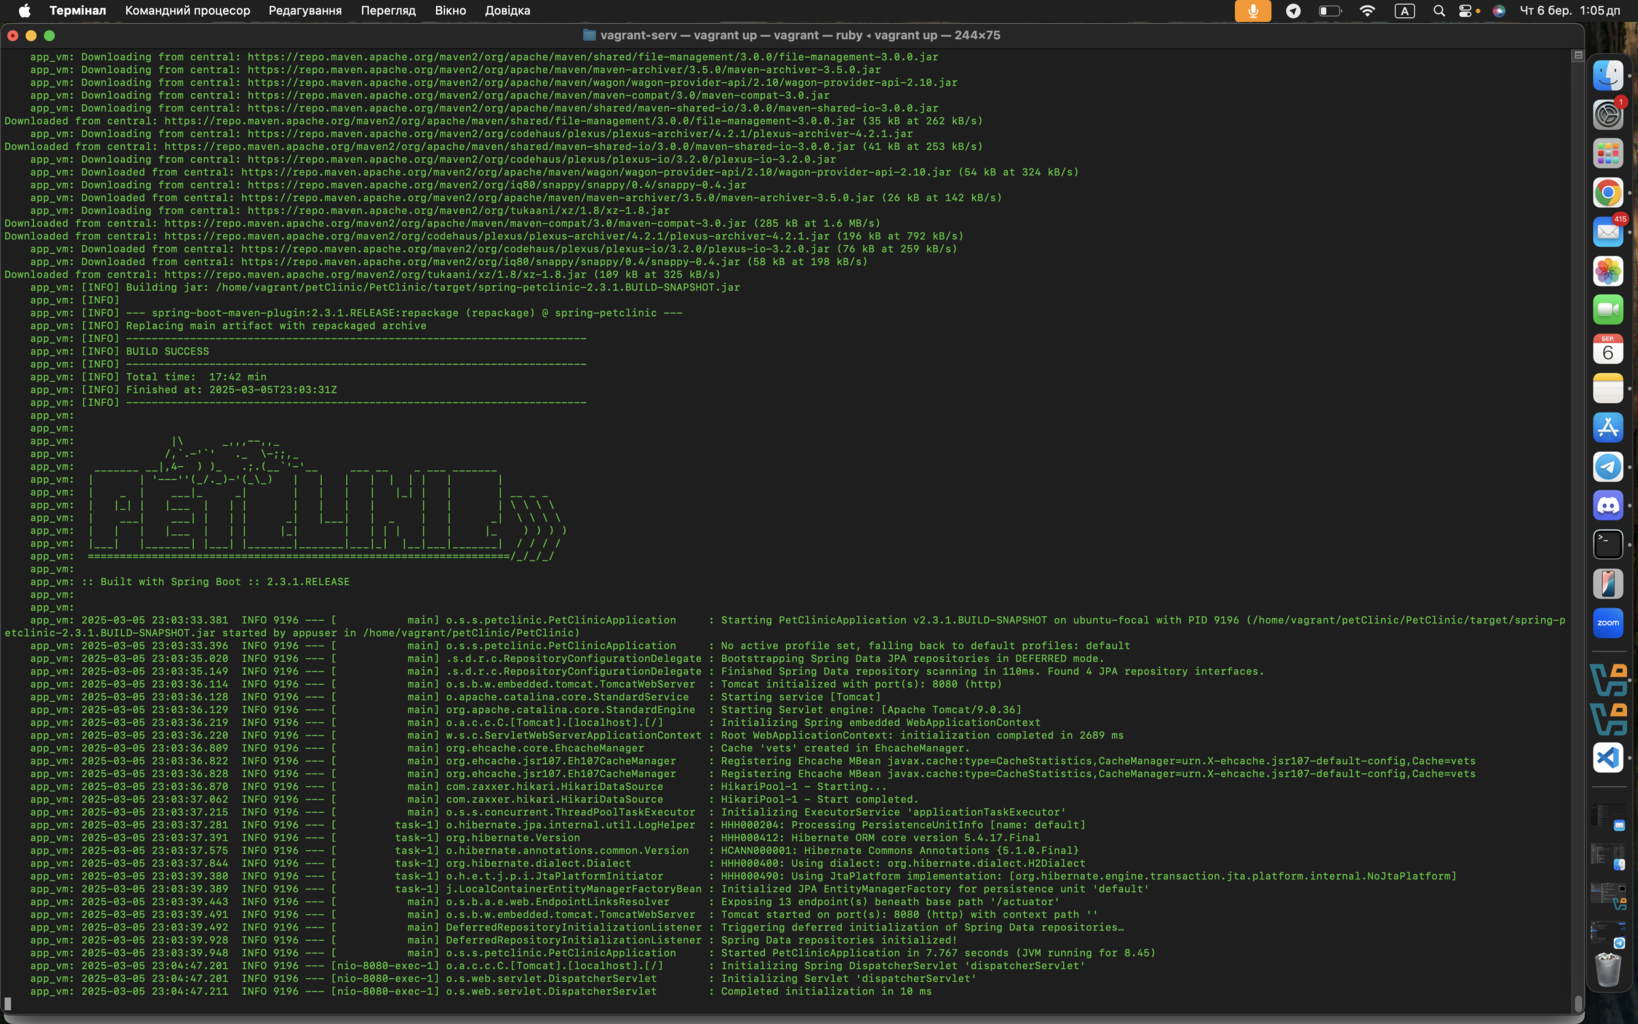 Термінал Командний процесор Редагування Перегляд Вікно Довідка A Чт 6 бер. 1:05 дп
vagrant-serv — vagrant up — vagrant — ruby ◂ vagrant up — 244×75
app_vm: Downloading from central: https://repo.maven.apache.org/maven2/org/apache/maven/shared/file-management/3.0.0/file-management-3.0.0.jar
app_vm: Downloading from central: https://repo.maven.apache.org/maven2/org/apache/maven/maven-archiver/3.5.0/maven-archiver-3.5.0.jar
app_vm: Downloading from central: https://repo.maven.apache.org/maven2/org/apache/maven/wagon/wagon-provider-api/2.10/wagon-provider-api-2.10.jar
app_vm: Downloading from central: https://repo.maven.apache.org/maven2/org/apache/maven/maven-compat/3.0/maven-compat-3.0.jar
app_vm: Downloading from central: https://repo.maven.apache.org/maven2/org/apache/maven/shared/maven-shared-io/3.0.0/maven-shared-io-3.0.0.jar
Downloaded from central: https://repo.maven.apache.org/maven2/org/apache/maven/shared/file-management/3.0.0/file-management-3.0.0.jar (35 kB at 262 kB/s)
app_vm: Downloading from central: https://repo.maven.apache.org/maven2/org/codehaus/plexus/plexus-archiver/4.2.1/plexus-archiver-4.2.1.jar
Downloaded from central: https://repo.maven.apache.org/maven2/org/apache/maven/shared/maven-shared-io/3.0.0/maven-shared-io-3.0.0.jar (41 kB at 253 kB/s)
app_vm: Downloading from central: https://repo.maven.apache.org/maven2/org/codehaus/plexus/plexus-io/3.2.0/plexus-io-3.2.0.jar
app_vm: Downloaded from central: https://repo.maven.apache.org/maven2/org/apache/maven/wagon/wagon-provider-api/2.10/wagon-provider-api-2.10.jar (54 kB at 324 kB/s)
app_vm: Downloading from central: https://repo.maven.apache.org/maven2/org/iq80/snappy/snappy/0.4/snappy-0.4.jar
app_vm: Downloaded from central: https://repo.maven.apache.org/maven2/org/apache/maven/maven-archiver/3.5.0/maven-archiver-3.5.0.jar (26 kB at 142 kB/s)
app_vm: Downloading from central: https://repo.maven.apache.org/maven2/org/tukaani/xz/1.8/xz-1.8.jar
Downloaded from central: https://repo.maven.apache.org/maven2/org/apache/maven/maven-compat/3.0/maven-compat-3.0.jar (285 kB at 1.6 MB/s)
Downloaded from central: https://repo.maven.apache.org/maven2/org/codehaus/plexus/plexus-archiver/4.2.1/plexus-archiver-4.2.1.jar (196 kB at 792 kB/s)
app_vm: Downloaded from central: https://repo.maven.apache.org/maven2/org/codehaus/plexus/plexus-io/3.2.0/plexus-io-3.2.0.jar (76 kB at 259 kB/s)
app_vm: Downloaded from central: https://repo.maven.apache.org/maven2/org/iq80/snappy/snappy/0.4/snappy-0.4.jar (58 kB at 198 kB/s)
Downloaded from central: https://repo.maven.apache.org/maven2/org/tukaani/xz/1.8/xz-1.8.jar (109 kB at 325 kB/s)
app_vm: [INFO] Building jar: /home/vagrant/petClinic/PetClinic/target/spring-petclinic-2.3.1.BUILD-SNAPSHOT.jar
app_vm: [INFO]
app_vm: [INFO] --- spring-boot-maven-plugin:2.3.1.RELEASE:repackage (repackage) @ spring-petclinic ---
app_vm: [INFO] Replacing main artifact with repackaged archive
app_vm: [INFO] ------------------------------------------------------------------------
app_vm: [INFO] BUILD SUCCESS
app_vm: [INFO] ------------------------------------------------------------------------
app_vm: [INFO] Total time:  17:42 min
app_vm: [INFO] Finished at: 2025-03-05T23:03:31Z
app_vm: [INFO] ------------------------------------------------------------------------
app_vm:
app_vm:
app_vm:
app_vm:
app_vm:
app_vm:
app_vm:
app_vm:
app_vm:
app_vm:
app_vm:
app_vm:
app_vm:
app_vm: :: Built with Spring Boot :: 2.3.1.RELEASE
app_vm:
app_vm:
app_vm: 2025-03-05 23:03:33.381  INFO 9196 --- [           main] o.s.s.petclinic.PetClinicApplication     : Starting PetClinicApplication v2.3.1.BUILD-SNAPSHOT on ubuntu-focal with PID 9196 (/home/vagrant/petClinic/PetClinic/target/spring-p
etclinic-2.3.1.BUILD-SNAPSHOT.jar started by appuser in /home/vagrant/petClinic/PetClinic)
app_vm: 2025-03-05 23:03:33.396  INFO 9196 --- [           main] o.s.s.petclinic.PetClinicApplication     : No active profile set, falling back to default profiles: default
app_vm: 2025-03-05 23:03:35.020  INFO 9196 --- [           main] .s.d.r.c.RepositoryConfigurationDelegate : Bootstrapping Spring Data JPA repositories in DEFERRED mode.
app_vm: 2025-03-05 23:03:35.149  INFO 9196 --- [           main] .s.d.r.c.RepositoryConfigurationDelegate : Finished Spring Data repository scanning in 110ms. Found 4 JPA repository interfaces.
app_vm: 2025-03-05 23:03:36.114  INFO 9196 --- [           main] o.s.b.w.embedded.tomcat.TomcatWebServer  : Tomcat initialized with port(s): 8080 (http)
app_vm: 2025-03-05 23:03:36.128  INFO 9196 --- [           main] o.apache.catalina.core.StandardService   : Starting service [Tomcat]
app_vm: 2025-03-05 23:03:36.129  INFO 9196 --- [           main] org.apache.catalina.core.StandardEngine  : Starting Servlet engine: [Apache Tomcat/9.0.36]
app_vm: 2025-03-05 23:03:36.219  INFO 9196 --- [           main] o.a.c.c.C.[Tomcat].[localhost].[/]       : Initializing Spring embedded WebApplicationContext
app_vm: 2025-03-05 23:03:36.220  INFO 9196 --- [           main] w.s.c.ServletWebServerApplicationContext : Root WebApplicationContext: initialization completed in 2689 ms
app_vm: 2025-03-05 23:03:36.809  INFO 9196 --- [           main] org.ehcache.core.EhcacheManager          : Cache 'vets' created in EhcacheManager.
app_vm: 2025-03-05 23:03:36.822  INFO 9196 --- [           main] org.ehcache.jsr107.Eh107CacheManager     : Registering Ehcache MBean javax.cache:type=CacheStatistics,CacheManager=urn.X-ehcache.jsr107-default-config,Cache=vets
app_vm: 2025-03-05 23:03:36.828  INFO 9196 --- [           main] org.ehcache.jsr107.Eh107CacheManager     : Registering Ehcache MBean javax.cache:type=CacheStatistics,CacheManager=urn.X-ehcache.jsr107-default-config,Cache=vets
app_vm: 2025-03-05 23:03:36.870  INFO 9196 --- [           main] com.zaxxer.hikari.HikariDataSource       : HikariPool-1 - Starting...
app_vm: 2025-03-05 23:03:37.062  INFO 9196 --- [           main] com.zaxxer.hikari.HikariDataSource       : HikariPool-1 - Start completed.
app_vm: 2025-03-05 23:03:37.215  INFO 9196 --- [           main] o.s.s.concurrent.ThreadPoolTaskExecutor  : Initializing ExecutorService 'applicationTaskExecutor'
app_vm: 2025-03-05 23:03:37.281  INFO 9196 --- [         task-1] o.hibernate.jpa.internal.util.LogHelper  : HHH000204: Processing PersistenceUnitInfo [name: default]
app_vm: 2025-03-05 23:03:37.391  INFO 9196 --- [         task-1] org.hibernate.Version                    : HHH000412: Hibernate ORM core version 5.4.17.Final
app_vm: 2025-03-05 23:03:37.575  INFO 9196 --- [         task-1] o.hibernate.annotations.common.Version   : HCANN000001: Hibernate Commons Annotations {5.1.0.Final}
app_vm: 2025-03-05 23:03:37.844  INFO 9196 --- [         task-1] org.hibernate.dialect.Dialect            : HHH000400: Using dialect: org.hibernate.dialect.H2Dialect
app_vm: 2025-03-05 23:03:39.380  INFO 9196 --- [         task-1] o.h.e.t.j.p.i.JtaPlatformInitiator       : HHH000490: Using JtaPlatform implementation: [org.hibernate.engine.transaction.jta.platform.internal.NoJtaPlatform]
app_vm: 2025-03-05 23:03:39.389  INFO 9196 --- [         task-1] j.LocalContainerEntityManagerFactoryBean : Initialized JPA EntityManagerFactory for persistence unit 'default'
app_vm: 2025-03-05 23:03:39.443  INFO 9196 --- [           main] o.s.b.a.e.web.EndpointLinksResolver      : Exposing 13 endpoint(s) beneath base path '/actuator'
app_vm: 2025-03-05 23:03:39.491  INFO 9196 --- [           main] o.s.b.w.embedded.tomcat.TomcatWebServer  : Tomcat started on port(s): 8080 (http) with context path ''
app_vm: 2025-03-05 23:03:39.492  INFO 9196 --- [           main] DeferredRepositoryInitializationListener : Triggering deferred initialization of Spring Data repositories…
app_vm: 2025-03-05 23:03:39.928  INFO 9196 --- [           main] DeferredRepositoryInitializationListener : Spring Data repositories initialized!
app_vm: 2025-03-05 23:03:39.948  INFO 9196 --- [           main] o.s.s.petclinic.PetClinicApplication     : Started PetClinicApplication in 7.767 seconds (JVM running for 8.45)
app_vm: 2025-03-05 23:04:47.201  INFO 9196 --- [nio-8080-exec-1] o.a.c.c.C.[Tomcat].[localhost].[/]       : Initializing Spring DispatcherServlet 'dispatcherServlet'
app_vm: 2025-03-05 23:04:47.201  INFO 9196 --- [nio-8080-exec-1] o.s.web.servlet.DispatcherServlet        : Initializing Servlet 'dispatcherServlet'
app_vm: 2025-03-05 23:04:47.211  INFO 9196 --- [nio-8080-exec-1] o.s.web.servlet.DispatcherServlet        : Completed initialization in 10 ms
1
415
БЕР.
6
zoom